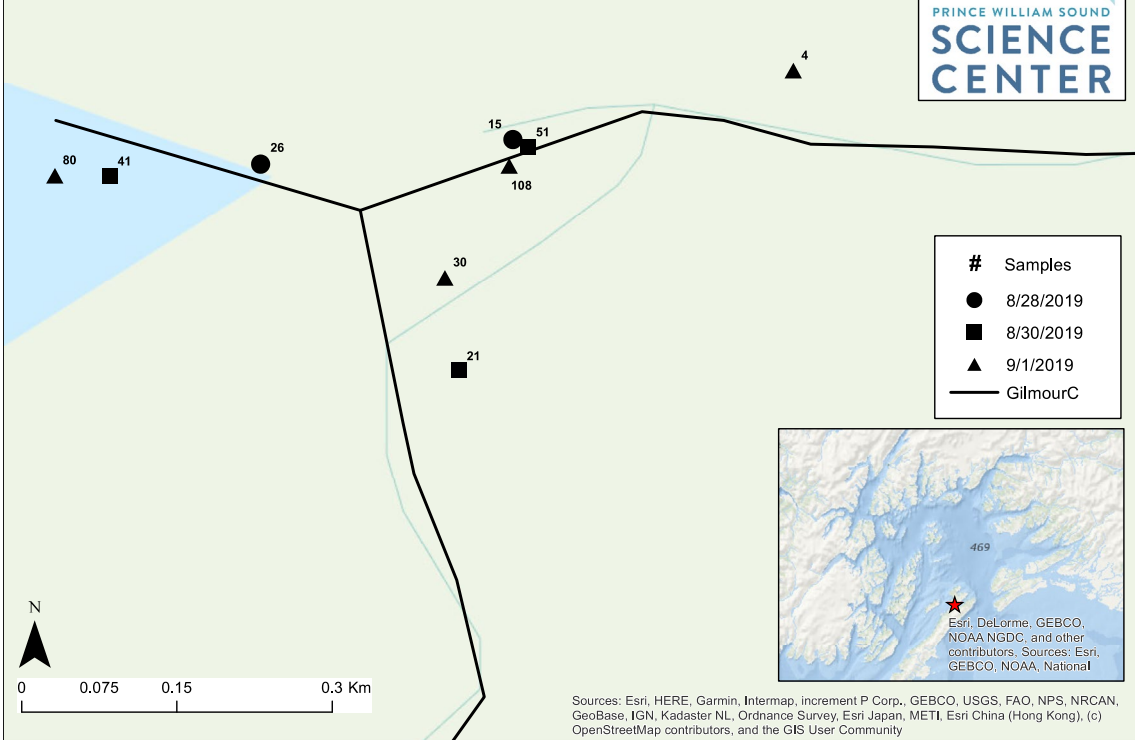 PRINCE WILLIAM SOUND
SCIENCE
CENTER
4
15
51
26
80
41
108
30
21
# Samples
8/28/2019
8/30/2019
9/1/2019
GilmourC
469
Esri, DeLorme, GEBCO,
NOAA NGDC, and other
contributors, Sources: Esri,
GEBCO, NOAA, National
N
0 0.075 0.15 0.3 Km
Sources: Esri, HERE, Garmin, Intermap, increment P Corp., GEBCO, USGS, FAO, NPS, NRCAN,
GeoBase, IGN, Kadaster NL, Ordnance Survey, Esri Japan, METI, Esri China (Hong Kong), (c)
OpenStreetMap contributors, and the GIS User Community